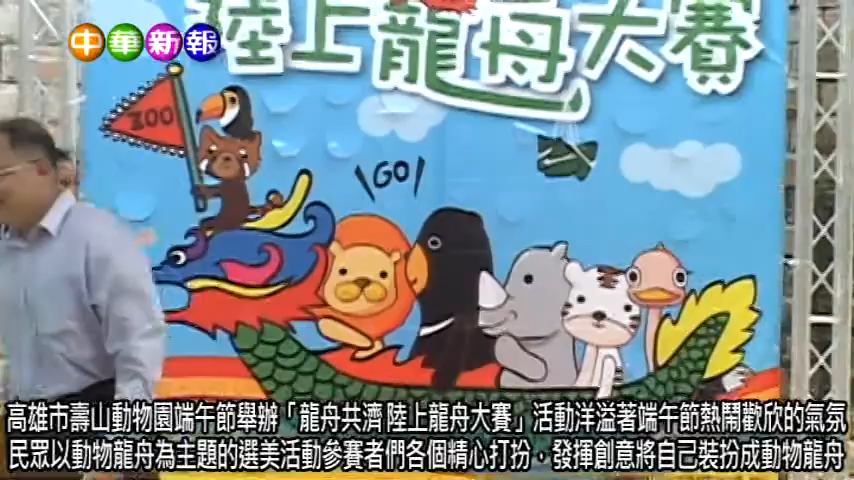 中華新報
陸上龍舟大賽
ZOO
GO!
高雄市壽山動物園端午節舉辦「龍舟共濟 陸上龍舟大賽」活動洋溢著端午節熱鬧歡欣的氣氛
民眾以動物龍舟為主題的選美活動參賽者們各個精心打扮，發揮創意將自己裝扮成動物龍舟